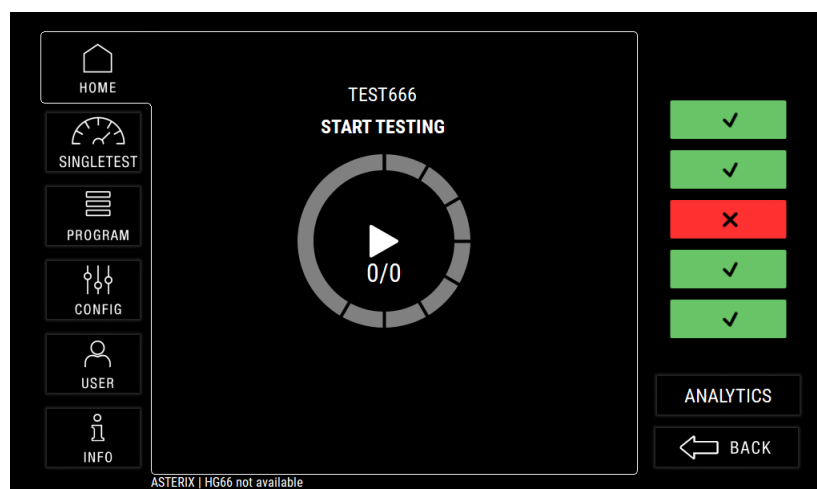 HOME
SINGLETEST
PROGRAM
CONFIG
USER
INFO
TEST666
START TESTING
0/0
ANALYTICS
BACK
ASTERIX | HG66 not available